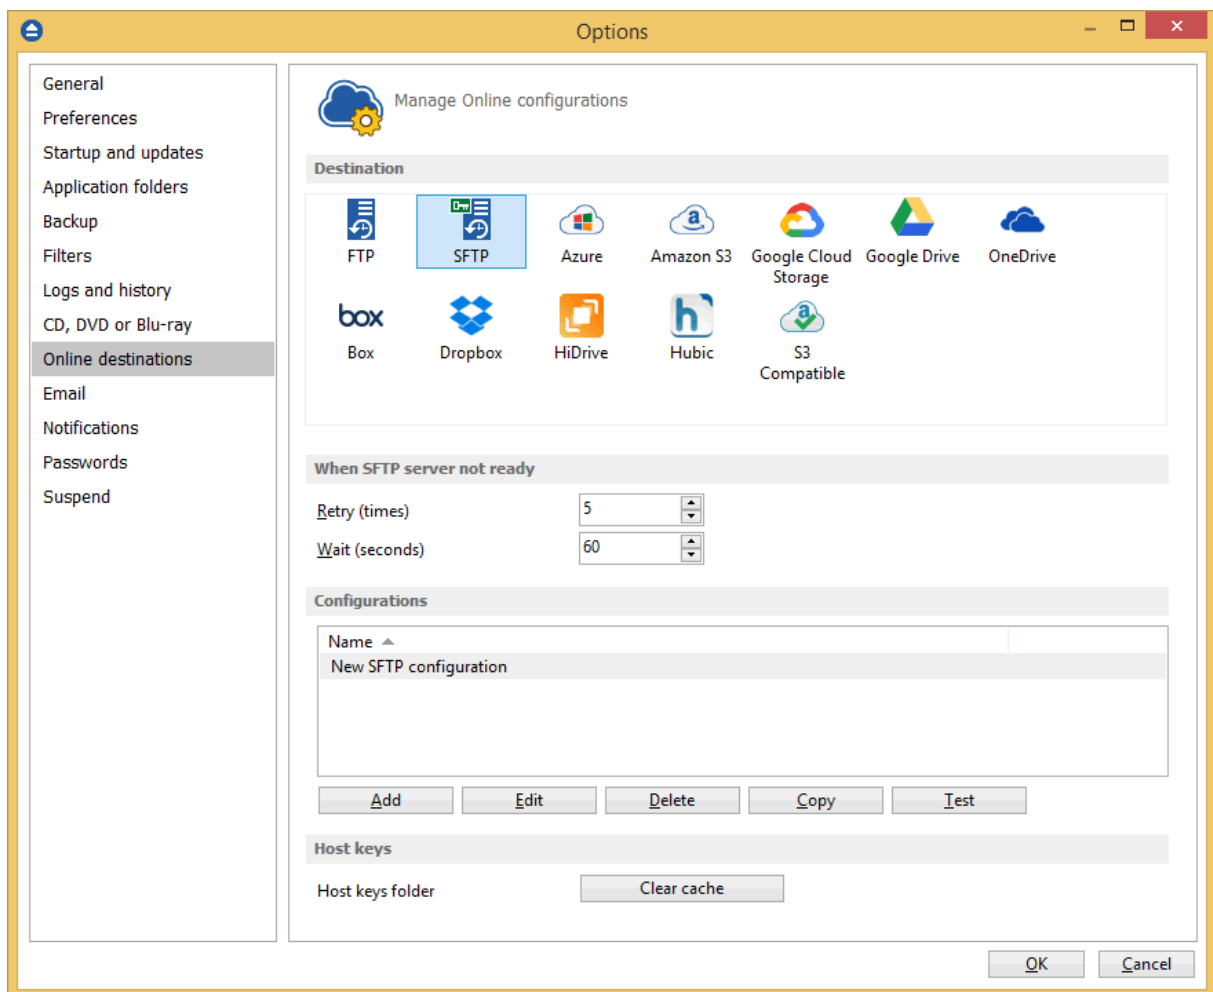 Options
General
Preferences
Startup and updates
Application folders
Backup
Filters
Logs and history
CD, DVD or Blu-ray
Online destinations
Email
Notifications
Passwords
Suspend
Manage Online configurations
Destination
FTP
SFTP
Azure
Amazon S3
Google Cloud
Storage
Google Drive
OneDrive
box
Box
Dropbox
HiDrive
h
Hubic
a
S3
Compatible
When SFTP server not ready
Retry (times) 5
Wait (seconds) 60
Configurations
Name
New SFTP configuration
Add Edit Delete Copy Test
Host keys
Host keys folder Clear cache
OK Cancel